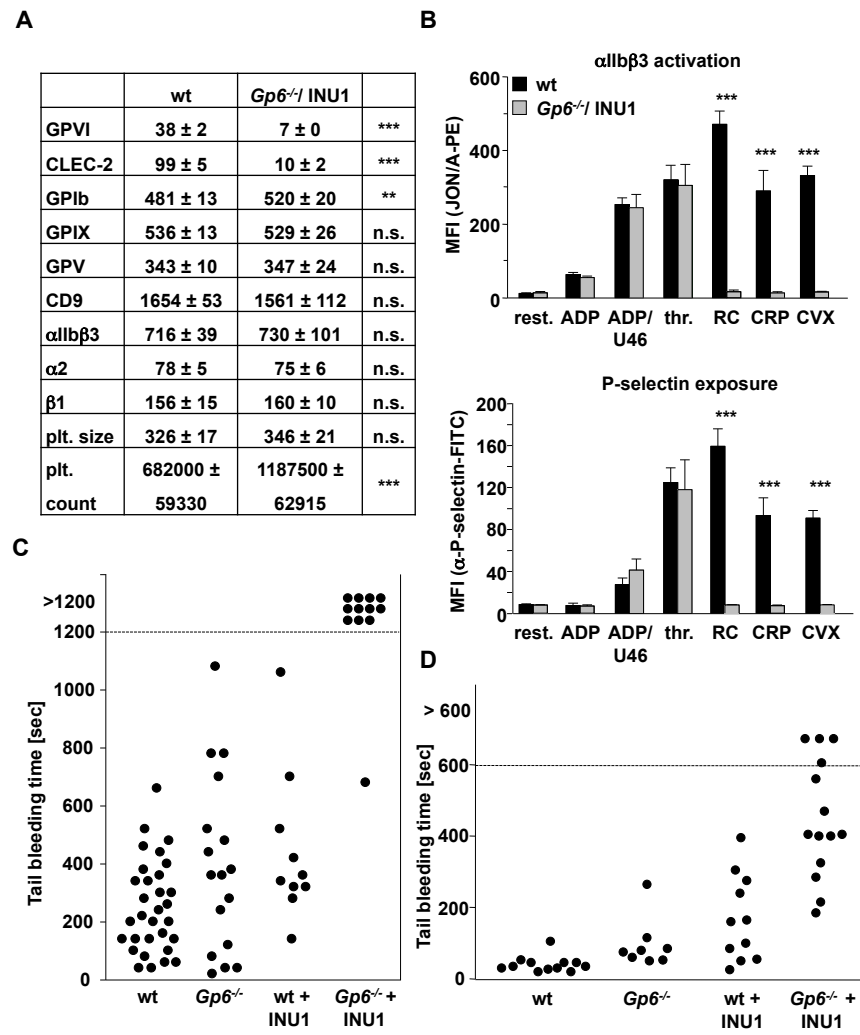 A
wt Gp6-/-/ INU1
GPVI 38 ± 2 7 ± 0 ***
CLEC-2 99 ± 5 10 ± 2 ***
GPIb 481 ± 13 520 ± 20 **
GPIX 536 ± 13 529 ± 26 n.s.
GPV 343 ± 10 347 ± 24 n.s.
CD9 1654 ± 53 1561 ± 112 n.s.
αIIbβ3 716 ± 39 730 ± 101 n.s.
α2 78 ± 5 75 ± 6 n.s.
β1 156 ± 15 160 ± 10 n.s.
plt. size 326 ± 17 346 ± 21 n.s.
plt. 682000 ± 1187500 ±
***
count 59330 62915
B
αIIbβ3 activation
wt
Gp6-/-/ INU1
MFI (JON/A-PE)
600
400
200
0
*** *** ***
rest. ADP ADP/ thr. RC CRP CVX
U46
P-selectin exposure
MFI (α-P-selectin-FITC)
200
160
120
80
40
0
*** *** ***
rest. ADP ADP/ thr. RC CRP CVX
U46
C
Tail bleeding time [sec]
>1200
1200
1000
800
600
400
200
0
wt Gp6-/- wt + Gp6-/- +
INU1 INU1
D
Tail bleeding time [sec]
> 600
600
400
200
0
wt Gp6-/- wt + Gp6-/- +
INU1 INU1